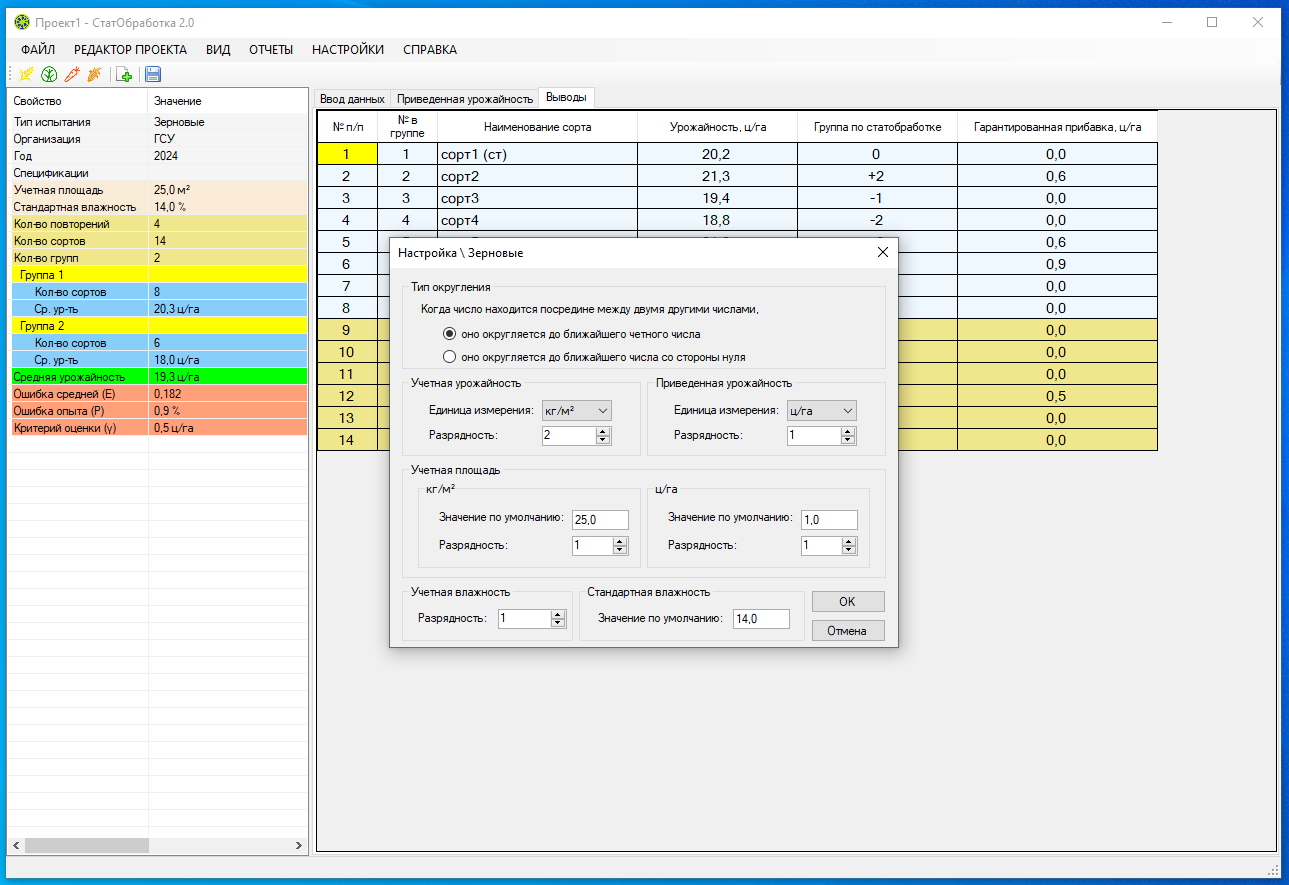 Проект1 - СтатОбработка 2.0
ФАЙЛ РЕДАКТОР ПРОЕКТА ВИД ОТЧЕТЫ НАСТРОЙКИ СПРАВКА
Свойство Значение
Тип испытания Зерновые
Организация ГСУ
Год 2024
Спецификации
Учетная площадь 25,0 м²
Стандартная влажность 14,0 %
Кол-во повторений 4
Кол-во сортов 14
Кол-во групп 2
Группа 1
Кол-во сортов 8
Ср. ур-ть 20,3 ц/га
Группа 2
Кол-во сортов 6
Ср. ур-ть 18,0 ц/га
Средняя урожайность 19,3 ц/га
Ошибка средней (E) 0,182
Ошибка опыта (P) 0,9 %
Критерий оценки (γ) 0,5 ц/га
Ввод данных Приведенная урожайность Выводы
№ п/п № в группе Наименование сорта Урожайность, ц/га Группа по статобработке Гарантированная прибавка, ц/га
1 1 сорт1 (ст) 20,2 0 0,0
2 2 сорт2 21,3 +2 0,6
3 3 сорт3 19,4 -1 0,0
4 4 сорт4 18,8 -2 0,0
5 0,6
6 0,9
7 0,0
8 0,0
9 0,0
10 0,0
11 0,0
12 0,5
13 0,0
14 0,0
Настройка \ Зерновые
Тип округления
Когда число находится посредине между двумя другими числами,
оно округляется до ближайшего четного числа
оно округляется до ближайшего числа со стороны нуля
Учетная урожайность
Единица измерения: кг/м²
Разрядность: 2
Приведенная урожайность
Единица измерения: ц/га
Разрядность: 1
Учетная площадь
кг/м²
Значение по умолчанию: 25,0
Разрядность: 1
ц/га
Значение по умолчанию: 1,0
Разрядность: 1
Учетная влажность
Разрядность: 1
Стандартная влажность
Значение по умолчанию: 14,0
OK
Отмена